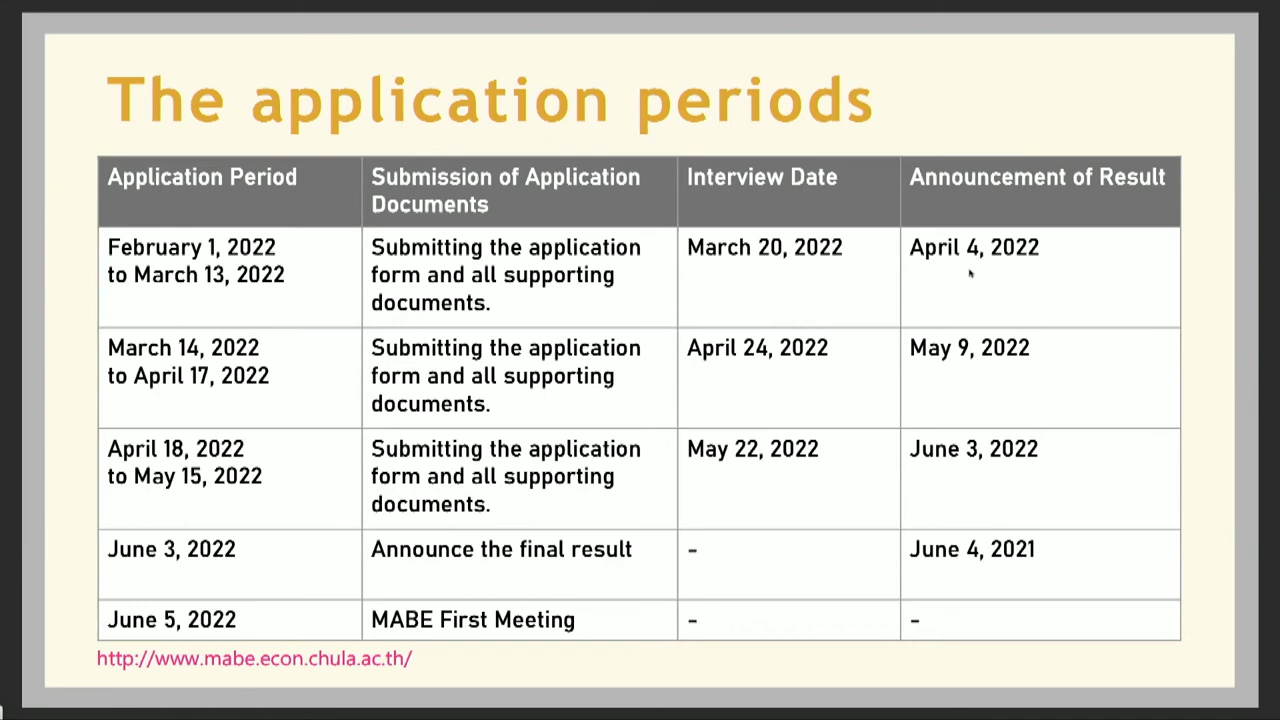 The application periods
Application Period
Submission of Application
Documents
Interview Date
Announcement of Result
February 1, 2022
to March 13, 2022
Submitting the application
form and all supporting
documents.
March 20, 2022
April 4, 2022
March 14, 2022
to April 17, 2022
Submitting the application
form and all supporting
documents.
April 24, 2022
May 9, 2022
April 18, 2022
to May 15, 2022
Submitting the application
form and all supporting
documents.
May 22, 2022
June 3, 2022
June 3, 2022
Announce the final result
-
June 4, 2021
June 5, 2022
MABE First Meeting
-
-
http://www.mabe.econ.chula.ac.th/